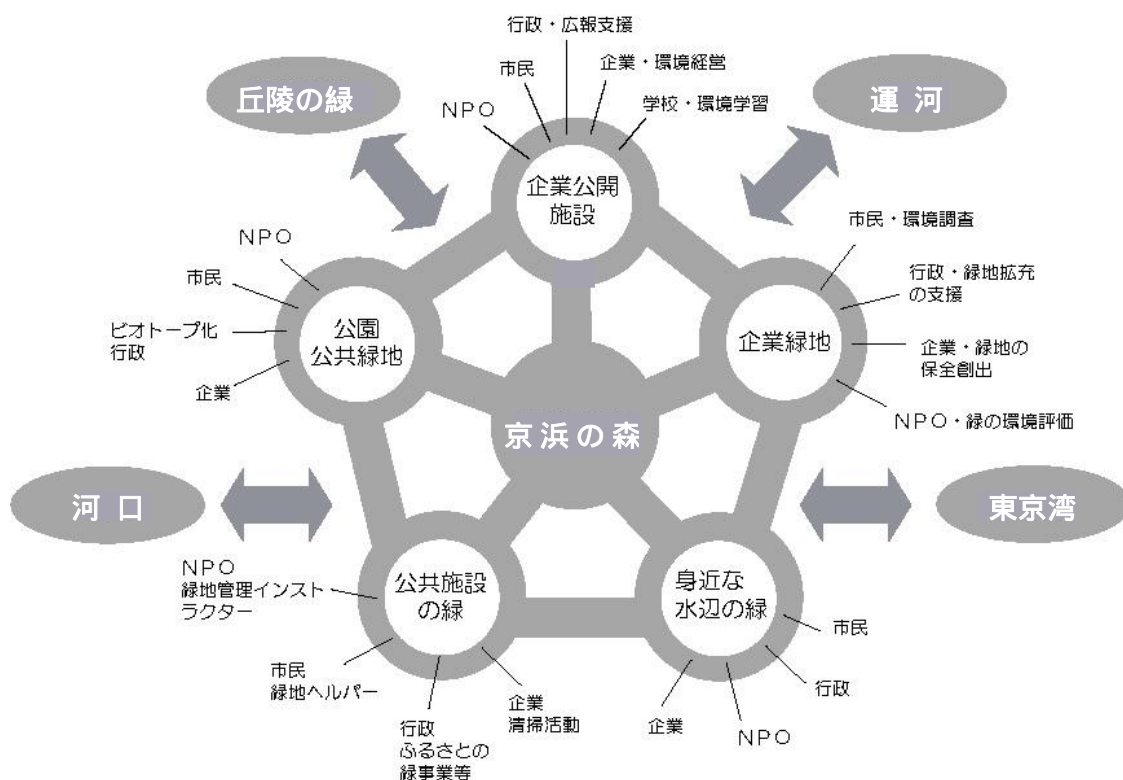 行政・広報支援
市民
企業・環境経営
NPO
学校・環境学習
丘陵の緑
運 河
企業公開
施設
NPO
市民
ビオトープ化
行政
企業
公園
公共緑地
市民・環境調査
行政・緑地拡充
の支援
企業・緑地の
保全創出
NPO・緑の環境評価
企業緑地
京 浜 の 森
河 口
東京湾
NPO
緑地管理インスト
ラクター
市民
緑地ヘルパー
行政
ふるさとの
緑事業等
企業
清掃活動
公共施設
の緑
身近な
水辺の緑
市民
行政
NPO
企業